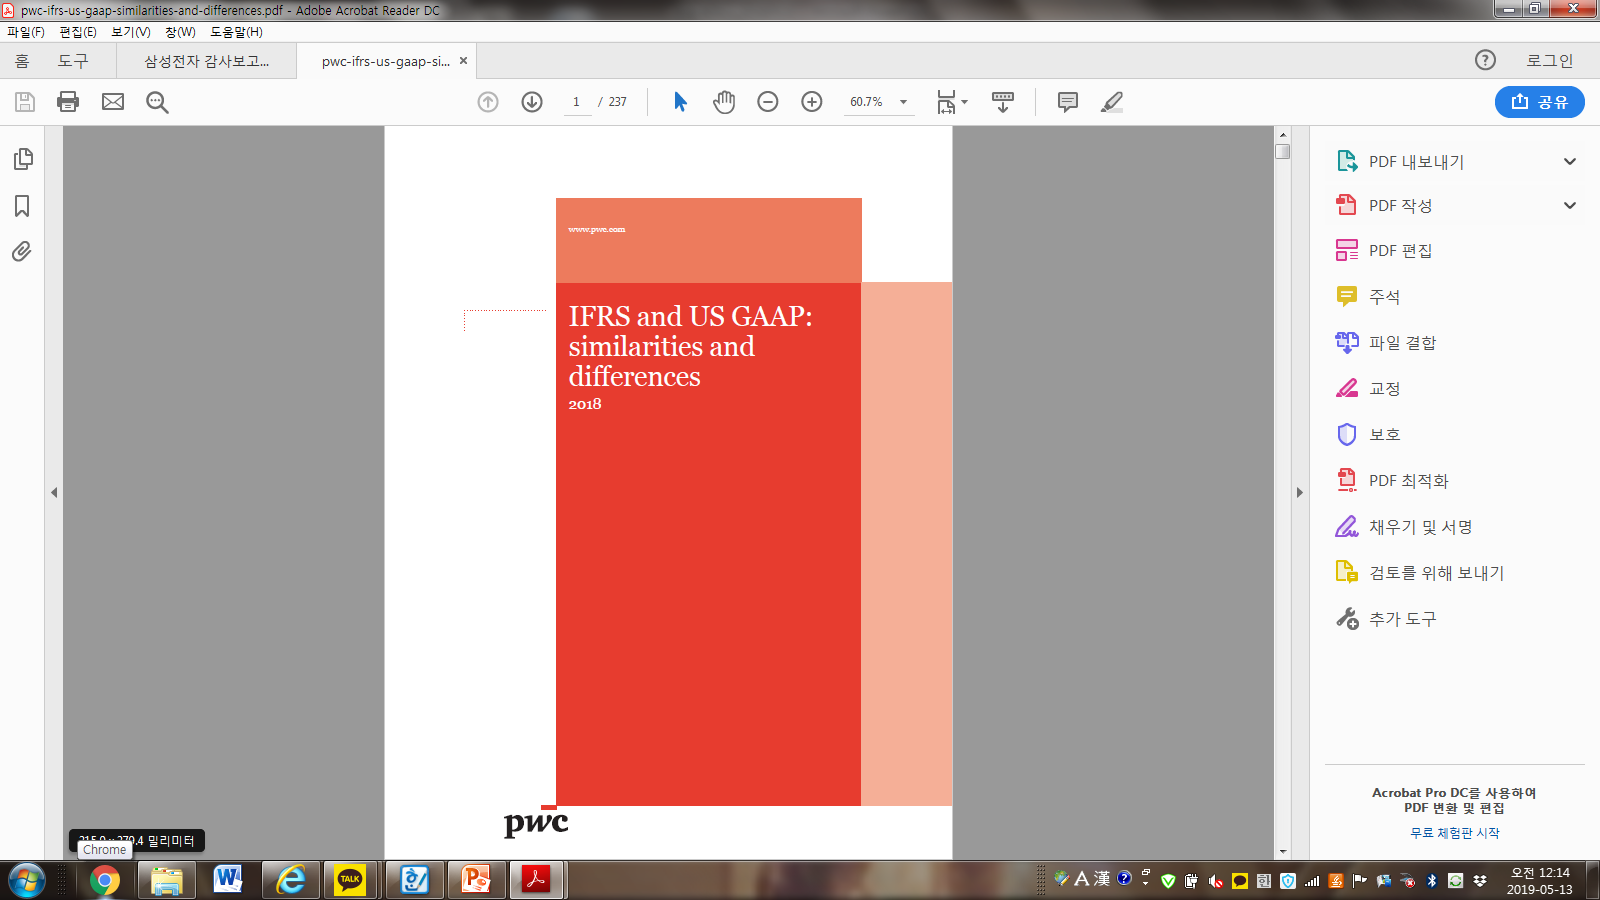 pwc-ifrs-us-gaap-similarities-and-differences.pdf - Adobe Acrobat Reader DC
파일(F) 편집(E) 보기(V) 창(W) 도움말(H)
홈 도구 삼성전자 감사보고... pwc-ifrs-us-gaap-si... ×
로그인
1 / 237
60.7%
공유
www.pwc.com
IFRS and US GAAP:
similarities and
differences
2018
pwc
밀리미터
Chrome
PDF 내보내기
PDF 작성
PDF 편집
주석
파일 결합
교정
보호
PDF 최적화
채우기 및 서명
검토를 위해 보내기
추가 도구
Acrobat Pro DC를 사용하여
PDF 변환 및 편집
무료 체험판 시작
TALK
A 漢
오전 12:14
2019-05-13